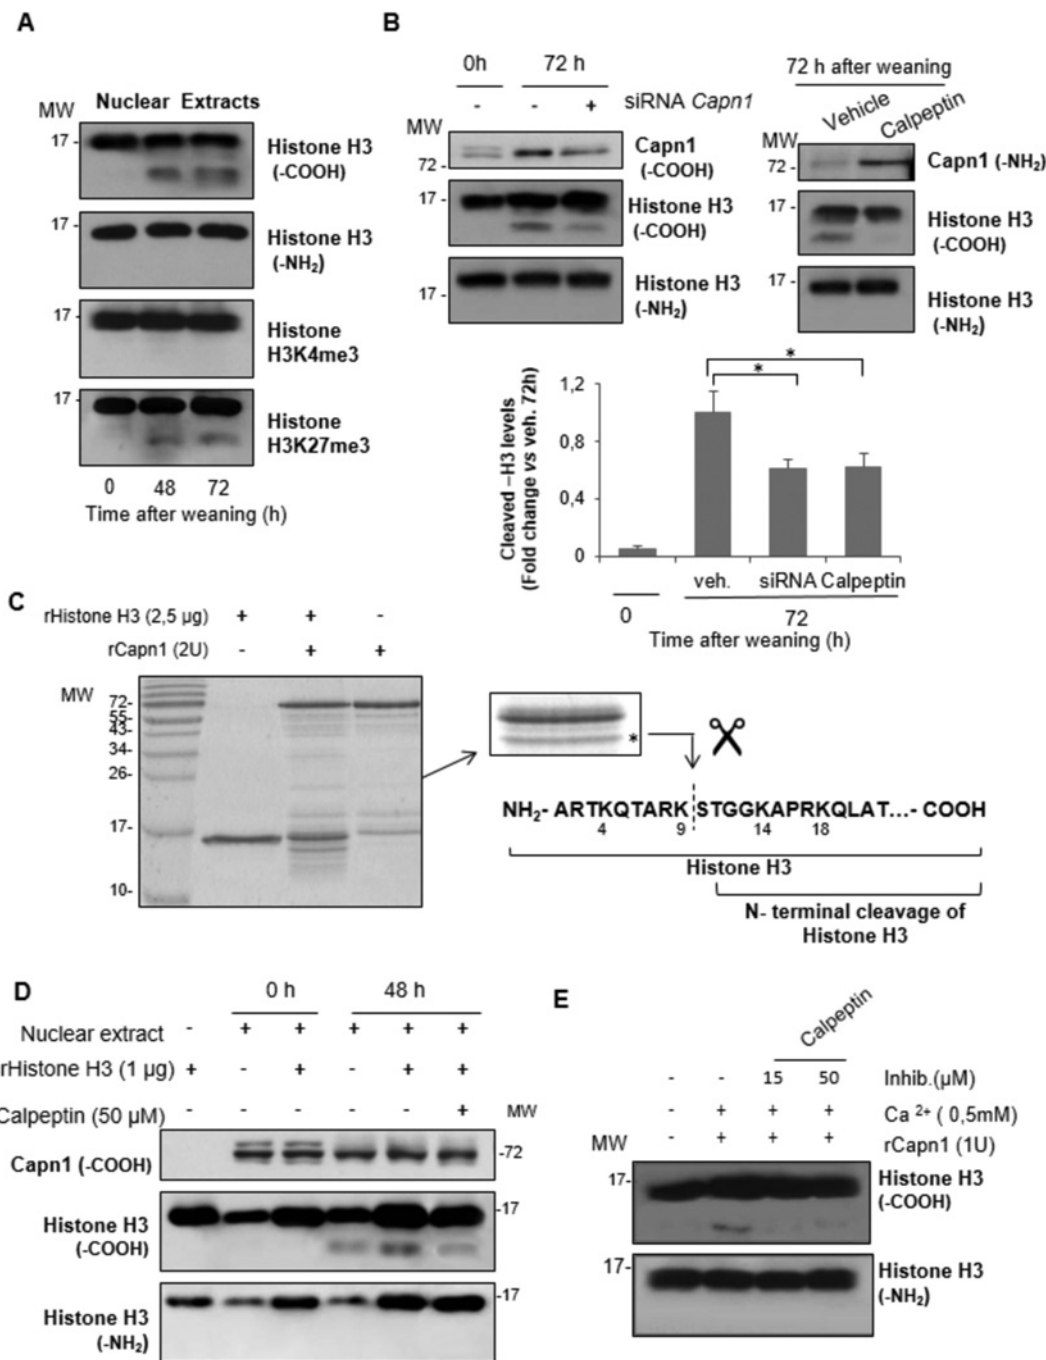 A
MW
Nuclear Extracts
17 -
Histone H3
(-COOH)
17 -
Histone H3
(-NH₂)
17 -
Histone
H3K4me3
17 -
Histone
H3K27me3
0 48 72
Time after weaning (h)
B
0h 72 h
- - + siRNA Capn1
MW
72 -
Capn1
(-COOH)
17 -
Histone H3
(-COOH)
17 -
Histone H3
(-NH₂)
72 h after weaning
Vehicle
Calpeptin
MW
72 -
Capn1 (-NH₂)
17 -
Histone H3
(-COOH)
17 -
Histone H3
(-NH₂)
Cleaved –H3 levels
(Fold change vs veh. 72h)
1,2
0,8
0,4
0
*
*
veh. siRNA Calpeptin
0 72
Time after weaning (h)
C
rHistone H3 (2,5 µg) + + -
rCapn1 (2U) - + +
MW
72-
55-
43-
34-
26-
17-
10-
*
NH₂- ARTKQTARK STGGKAPRKQLAT...- COOH
4 9 14 18
Histone H3
N- terminal cleavage of
Histone H3
D
0 h 48 h
Nuclear extract - + + + + +
rHistone H3 (1 µg) + - + - + +
Calpeptin (50 µM) - - - - - +
MW
Capn1 (-COOH)
-72
Histone H3
(-COOH)
-17
Histone H3
(-NH₂)
-17
E
Calpeptin
- - 15 50 Inhib.(µM)
- + + + Ca 2+ ( 0,5mM)
- + + + rCapn1 (1U)
MW
17-
Histone H3
(-COOH)
17-
Histone H3
(-NH₂)